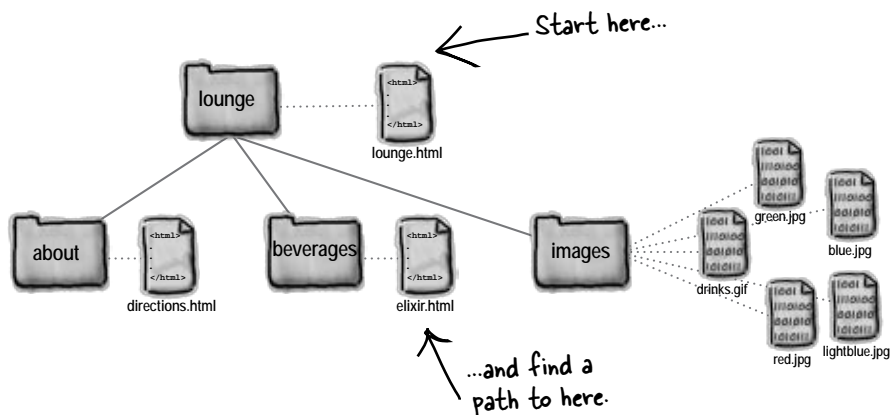 Start here...
lounge
<html>
.
.
</html>
lounge.html
about
<html>
.
.
</html>
directions.html
beverages
<html>
.
.
</html>
elixir.html
images
green.jpg
blue.jpg
drinks.gif
red.jpg
lightblue.jpg
...and find a
path to here.